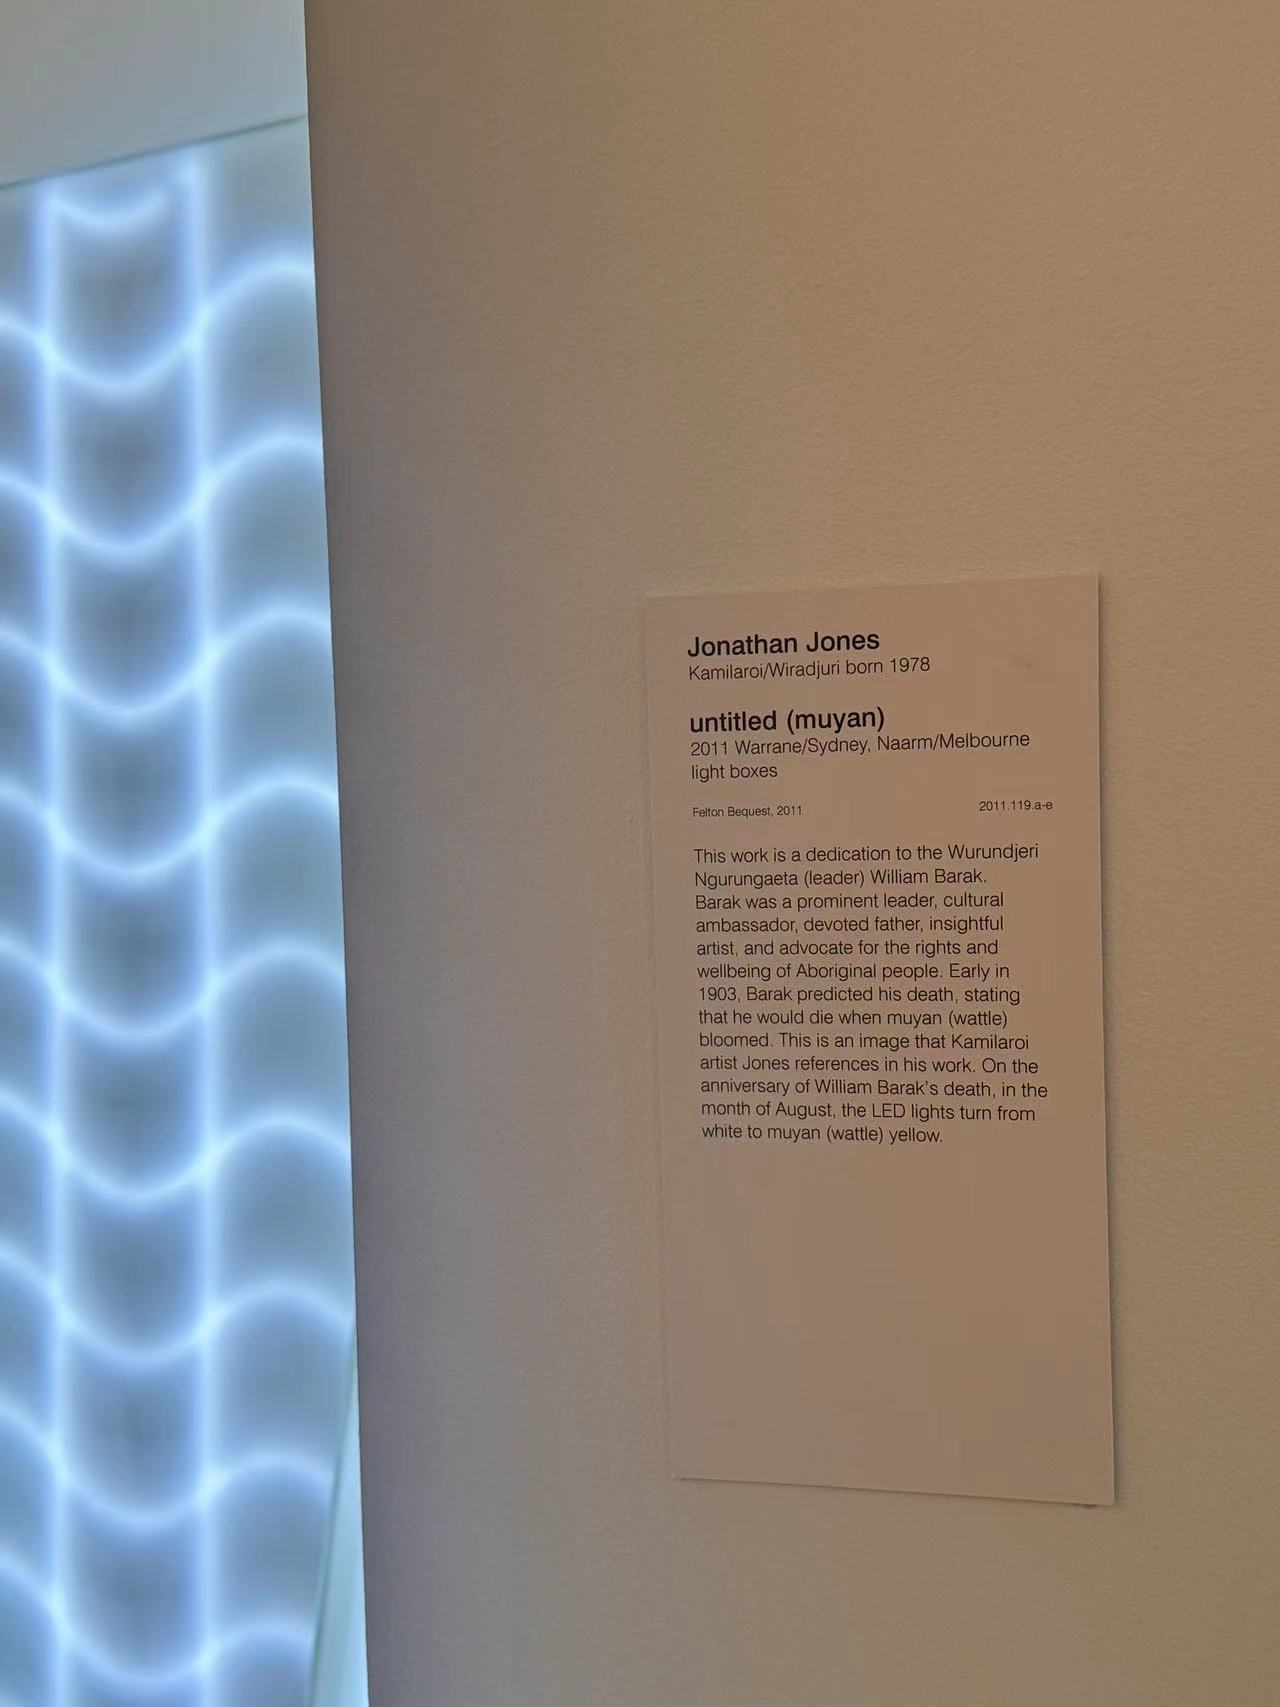 Jonathan Jones
Kamilaroi/Wiradjuri born 1978
untitled (muyan)
2011 Warrane/Sydney, Naarm/Melbourne
light boxes
Felton Bequest, 2011 2011.119.a-e
This work is a dedication to the Wurundjeri
Ngurungaeta (leader) William Barak.
Barak was a prominent leader, cultural
ambassador, devoted father, insightful
artist, and advocate for the rights and
wellbeing of Aboriginal people. Early in
1903, Barak predicted his death, stating
that he would die when muyan (wattle)
bloomed. This is an image that Kamilaroi
artist Jones references in his work. On the
anniversary of William Barak's death, in the
month of August, the LED lights turn from
white to muyan (wattle) yellow.